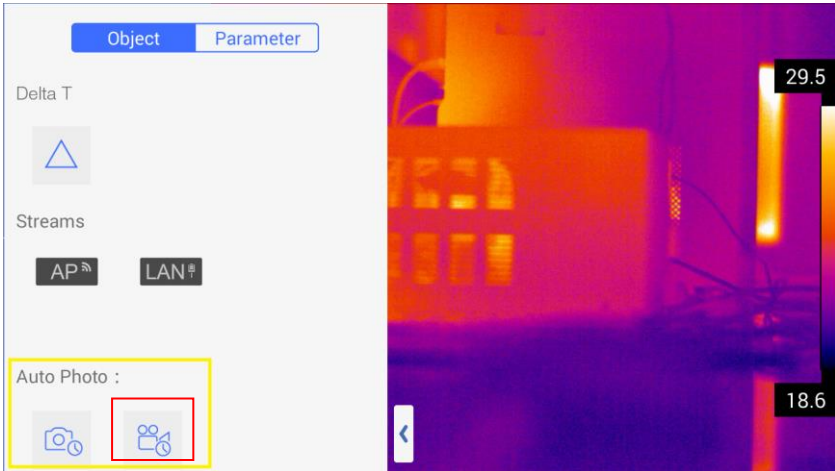 Object Parameter
Delta T
Streams
AP LAN
Auto Photo :
29.5
18.6